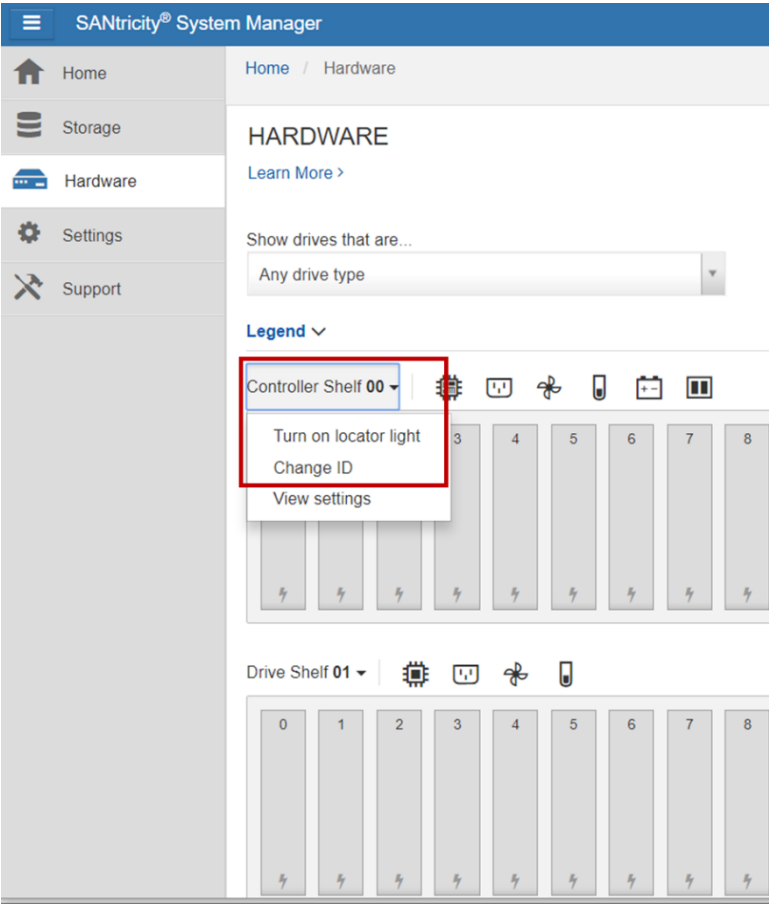 SANtricity® System Manager
Home
Storage
Hardware
Settings
Support
Home / Hardware
HARDWARE
Learn More >
Show drives that are...
Any drive type
Legend
Controller Shelf 00
Turn on locator light
Change ID
View settings
3 4 5 6 7 8
Drive Shelf 01
0 1 2 3 4 5 6 7 8